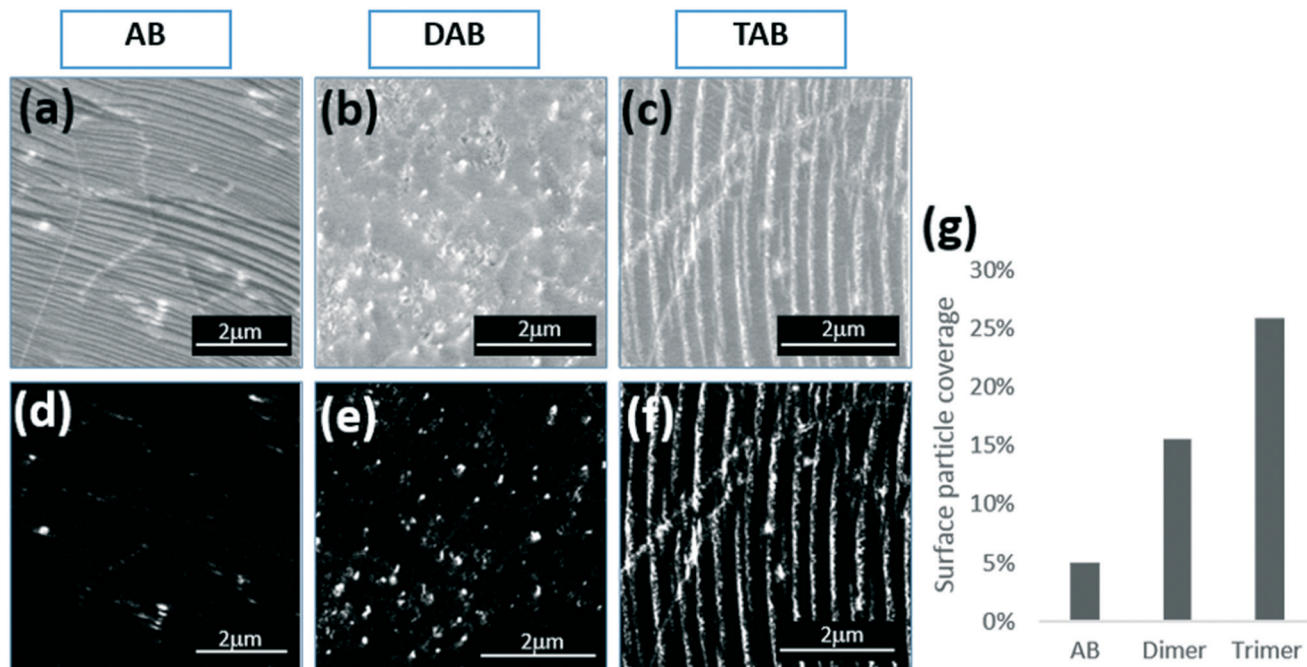 AB
DAB
TAB
(a)
(b)
(c)
2μm
2μm
2μm
(d)
(e)
(f)
2μm
2μm
2μm
(g)
Surface particle coverage
30%
25%
20%
15%
10%
5%
0%
AB Dimer Trimer